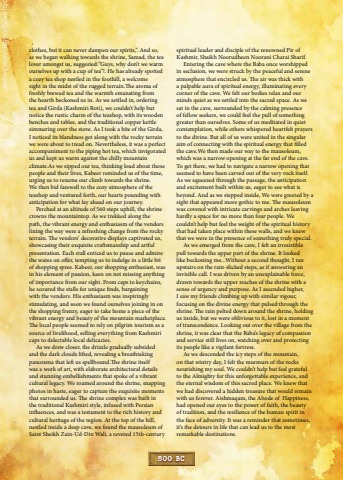 clothes, but it can never dampen our spirits,”. And so,
as we began walking towards the shrine, Samad, the tea
lover amongst us, suggested:"Guys, why don't we warm
ourselves up with a cup of tea”. He has already spotted
a cozy tea shop nestled in the foothill, a welcome
sight in the midst of the rugged terrain.The aroma of
freshly brewed tea and the warmth emanating from
the hearth beckoned us in. As we settled in, ordering
tea and Girda (Kashmiri Roti), we couldn't help but
notice the rustic charm of the teashop, with its wooden
benches and tables, and the traditional copper kettle
simmering over the stove. As I took a bite of the Girda,
I noticed its blandness got along with the rocky terrain
we were about to tread on. Nevertheless, it was a perfect
accompaniment to the piping hot tea, which invigorated
us and kept us warm against the chilly mountain
climate.As we sipped our tea, thinking loud about these
people and their lives, Kabeer reminded us of the time,
urging us to resume our climb towards the shrine.
We then bid farewell to the cozy atmosphere of the
teashop and ventured forth, our hearts pounding with
anticipation for what lay ahead on our journey.
Perched at an altitude of 500 steps uphill, the shrine
crowns the mountaintop. As we trekked along the
path, the vibrant energy and enthusiasm of the vendors
lining the way were a refreshing change from the rocky
terrain. The vendors' decorative displays captivated us,
showcasing their exquisite craftmanship and artful
presentation. Each stall enticed us to pause and admire
the wares on offer, tempting us to indulge in a little bit
of shopping spree. Kabeer, our shopping enthusiast, was
in his element of passion, keen on not missing anything
of importance from our sight. From caps to keychains,
he scoured the stalls for unique finds, bargaining
with the vendors. His enthusiasm was inspiringly
stimulating, and soon we found ourselves joining in on
the shopping frenzy, eager to take home a piece of the
vibrant energy and beauty of the mountain marketplace.
The local people seemed to rely on pilgrim tourism as a
source of livelihood, selling everything from Kashmiri
caps to delectable local delicacies.
As we drew closer, the drizzle gradually subsided
and the dark clouds lifted, revealing a breathtaking
panorama that left us spellbound.The shrine itself
was a work of art, with elaborate architectural details
and stunning embellishments that spoke of a vibrant
cultural legacy. We roamed around the shrine, snapping
photos in haste, eager to capture the exquisite moments
that surrounded us. The shrine complex was built in
the traditional Kashmiri style, infused with Persian
influences, and was a testament to the rich history and
cultural heritage of the region. At the top of the hill,
nestled inside a deep cave, we found the mausoleum of
Saint Sheikh Zain-Ud-Din Wali, a revered 15th-century
spiritual leader and disciple of the renowned Pir of
Kashmir, Shaikh Nooruddeen Noorani Charar Sharif.
Entering the cave where the Baba once worshipped
in seclusion, we were struck by the peaceful and serene
atmosphere that encircled us. The air was thick with
a palpable aura of spiritual energy, illuminating every
corner of the cave. We felt our bodies relax and our
minds quiet as we settled into the sacred space. As we
sat in the cave, surrounded by the calming presence
of fellow seekers, we could feel the pull of something
greater than ourselves. Some of us meditated in quiet
contemplation, while others whispered heartfelt prayers
to the divine. But all of us were united in the singular
aim of connecting with the spiritual energy that filled
the cave.We then made our way to the mausoleum,
which was a narrow opening at the far end of the cave.
To get there, we had to navigate a narrow opening that
seemed to have been carved out of the very rock itself.
As we squeezed through the passage, the anticipation
and excitement built within us, eager to see what is
beyond. And as we stepped inside, We were greeted by a
sight that appeared more gothic to me. The mausoleum
was covered with intricate carvings and arches leaving
hardly a space for no more than four people. We
couldn't help but feel the weight of the spiritual history
that had taken place within these walls, and we knew
that we were in the presence of something truly special.
As we emerged from the cave, I felt an irresistible
pull towards the upper part of the shrine. It looked
like beckoning me...Without a second thought, I ran
upstairs on the rain-slicked steps, as if answering an
invisible call. I was driven by an unexplainable force,
drawn towards the upper reaches of the shrine with a
sense of urgency and purpose. As I ascended higher,
I saw my friends climbing up with similar vigour,
focusing on the divine energy that pulsed through the
shrine. The rain pelted down around the shrine, holding
us inside, but we were oblivious to it, lost in a moment
of transcendence. Looking out over the village from the
shrine, it was clear that the Baba's legacy of compassion
and service still lives on, watching over and protecting
its people like a vigilant fortress.
As we descended the icy steps of the mountain,
on that wintry day, I felt the murmurs of the rocks
nourishing my soul. We couldn't help but feel grateful
to the Almighty for this unforgettable experience, and
the eternal wisdom of this sacred place. We knew that
we had discovered a hidden treasure that would remain
with us forever. Aishmuqam, the Abode of Happiness,
had opened our eyes to the power of faith, the beauty
of tradition, and the resilience of the human spirit in
the face of adversity. It was a reminder that sometimes,
it's the detours in life that can lead us to the most
remarkable destinations.
500 BC